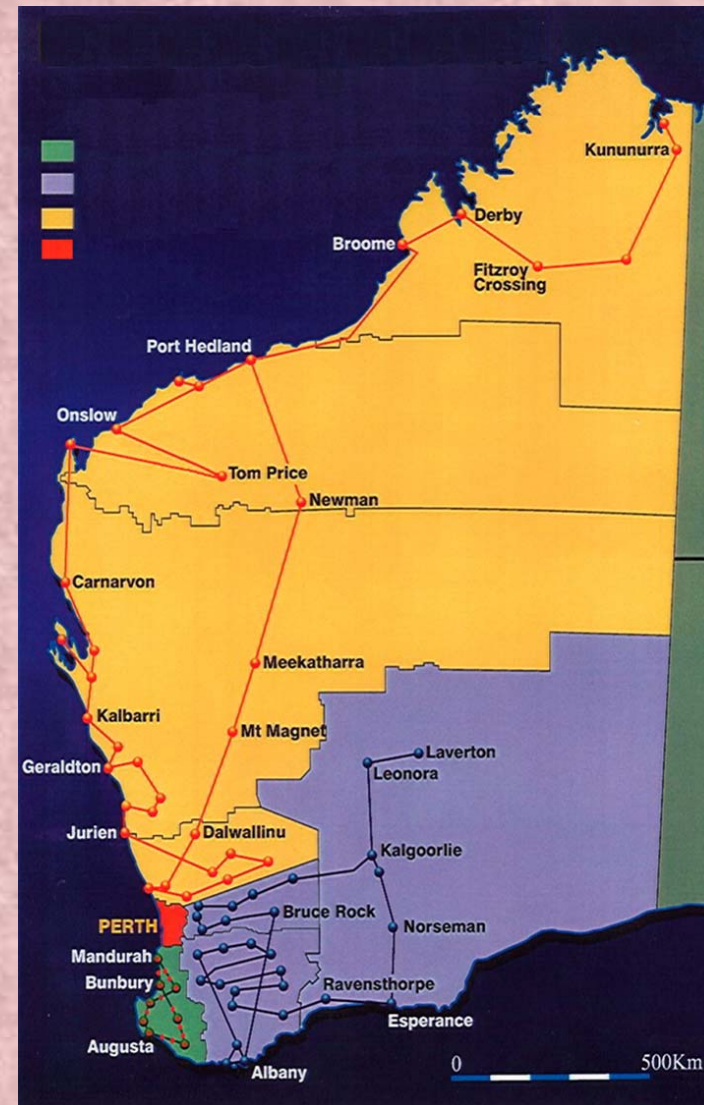 Kununurra
Derby
Broome
Fitzroy
Crossing
Port Hedland
Onslow
Tom Price
Newman
Carnarvon
Meekatharra
Kalbarri
Mt Magnet
Laverton
Geraldton
Leonora
Jurien
Dalwallinu
Kalgoorlie
Bruce Rock
PERTH
Norseman
Mandurah
Bunbury
Ravensthorpe
Esperance
Augusta
Albany
0 500Km